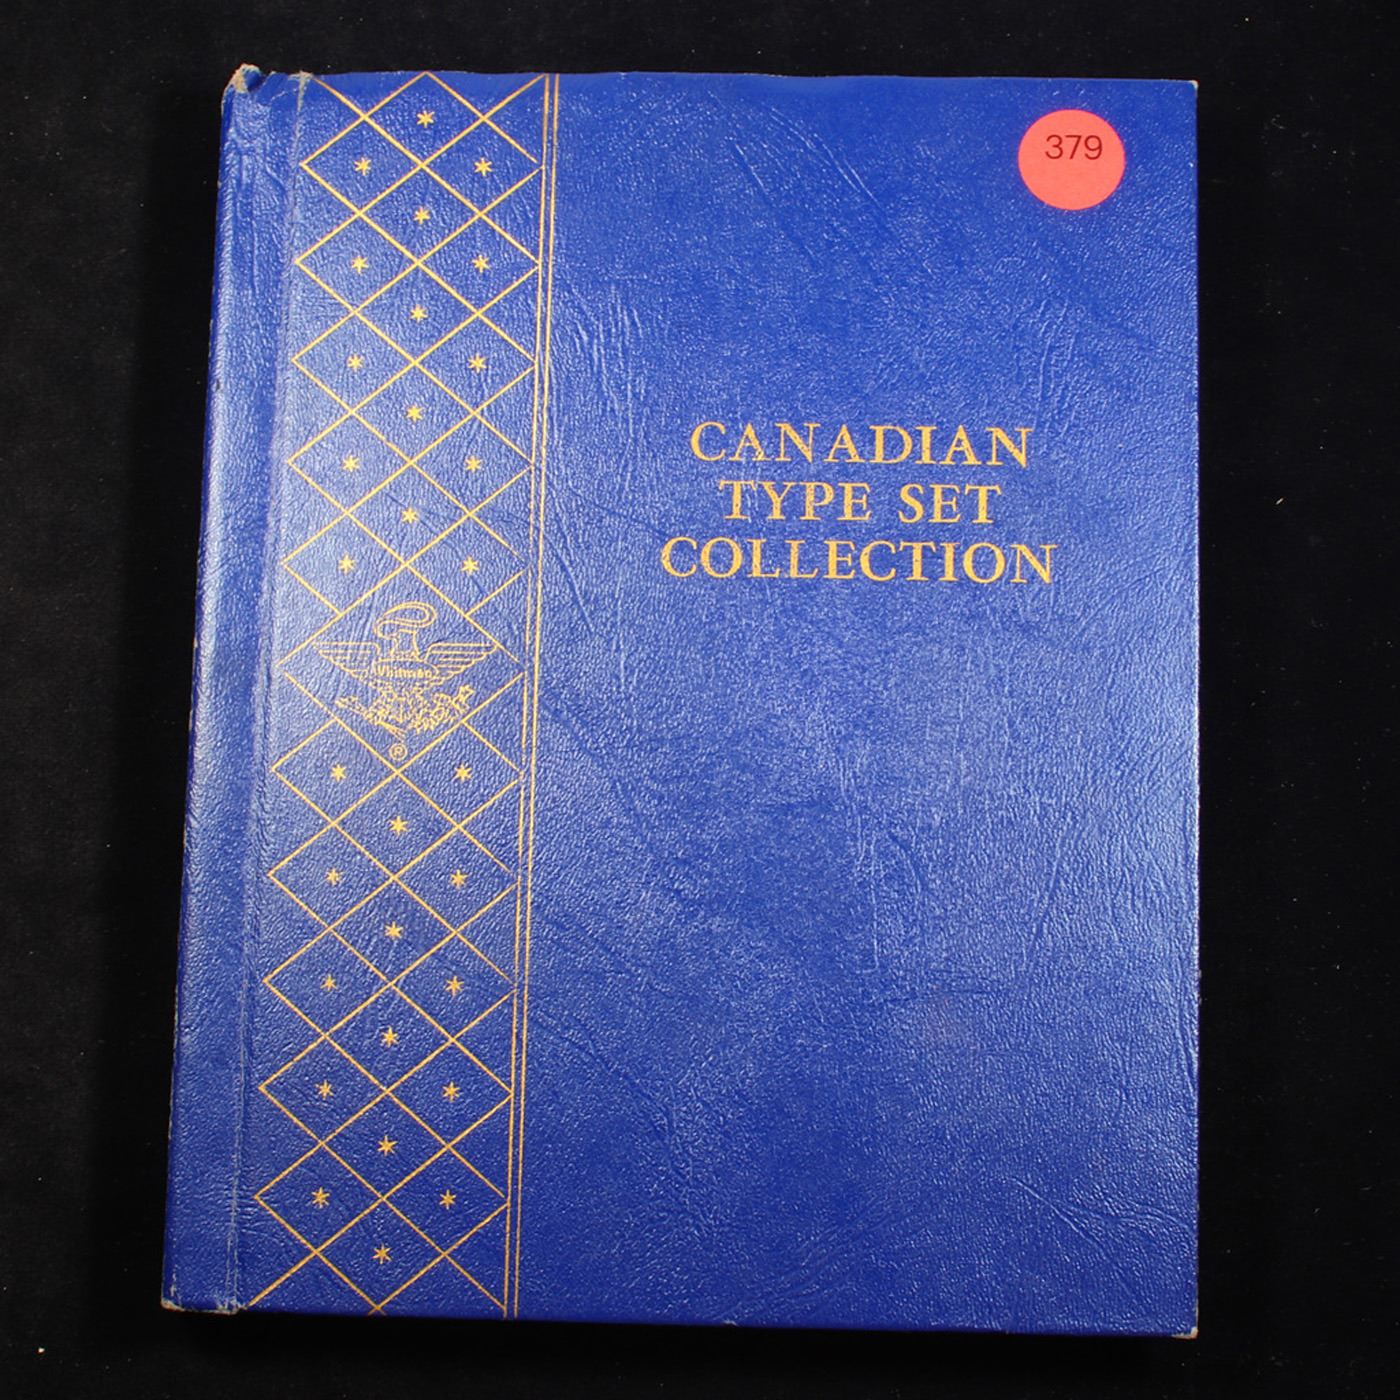 379
CANADIAN
TYPE SET
COLLECTION
Whitman
®